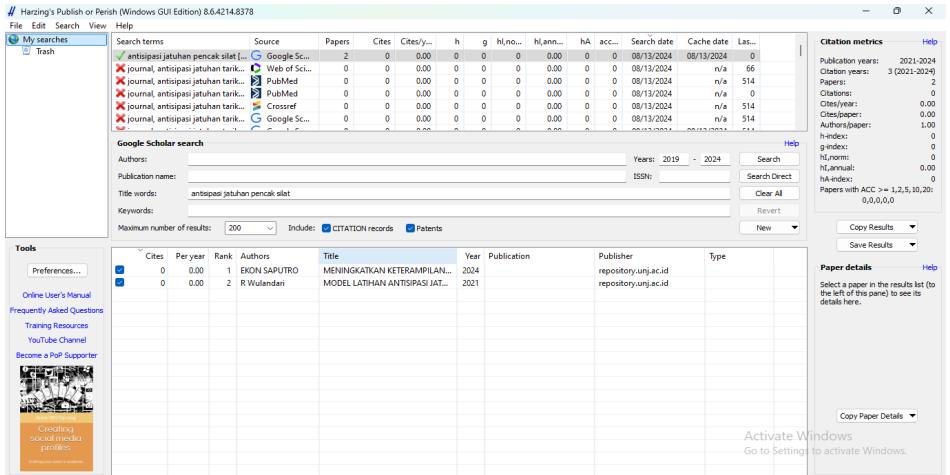 Harzing's Publish or Perish (Windows GUI Edition) 8.6.4214.8378
File Edit Search View Help
My searches
Trash
Search terms Source Papers Cites Cites/y... h g hI,no... hI,ann... hA acc... Search date Cache date Las...
antisipasi jatuhan pencak silat [... Google Sc... 2 0 0.00 0 0 0 0.00 0 0 08/13/2024 08/13/2024 0
journal, antisipasi jatuhan tarik... Web of Sci... 0 0 0.00 0 0 0 0.00 0 0 08/13/2024 n/a 66
journal, antisipasi jatuhan tarik... PubMed 0 0 0.00 0 0 0 0.00 0 0 08/13/2024 n/a 514
journal, antisipasi jatuhan tarik... PubMed 0 0 0.00 0 0 0 0.00 0 0 08/13/2024 n/a 0
journal, antisipasi jatuhan tarik... Crossref 0 0 0.00 0 0 0 0.00 0 0 08/13/2024 n/a 514
journal, antisipasi jatuhan tarik... Google Sc... 0 0 0.00 0 0 0 0.00 0 0 08/13/2024 n/a 514
Google Scholar search Help
Authors: Years: 2019 - 2024 Search
Publication name: ISSN: Search Direct
Title words: antisipasi jatuhan pencak silat Clear All
Keywords: Revert
Maximum number of results: 200 Include: CITATION records Patents New
Cites Per year Rank Authors Title Year Publication Publisher Type
0 0.00 1 EKON SAPUTRO MENINGKATKAN KETERAMPILAN... 2024 repository.unj.ac.id
0 0.00 2 R Wulandari MODEL LATIHAN ANTISIPASI JAT... 2021 repository.unj.ac.id
Tools
Preferences...
Online User's Manual
Frequently Asked Questions
Training Resources
YouTube Channel
Become a PoP Supporter
Creating
social media
profiles
Citation metrics Help
Publication years: 2021-2024
Citation years: 3 (2021-2024)
Papers: 2
Citations: 0
Cites/year: 0.00
Cites/paper: 0.00
Authors/paper: 1.00
h-index: 0
g-index: 0
hI,norm: 0
hI,annual: 0.00
hA-index: 0
Papers with ACC >= 1,2,5,10,20:
0,0,0,0,0
Copy Results
Save Results
Paper details Help
Select a paper in the results list (to
the left of this pane) to see its
details here.
Copy Paper Details
Activate Windows
Go to Settings to activate Windows.